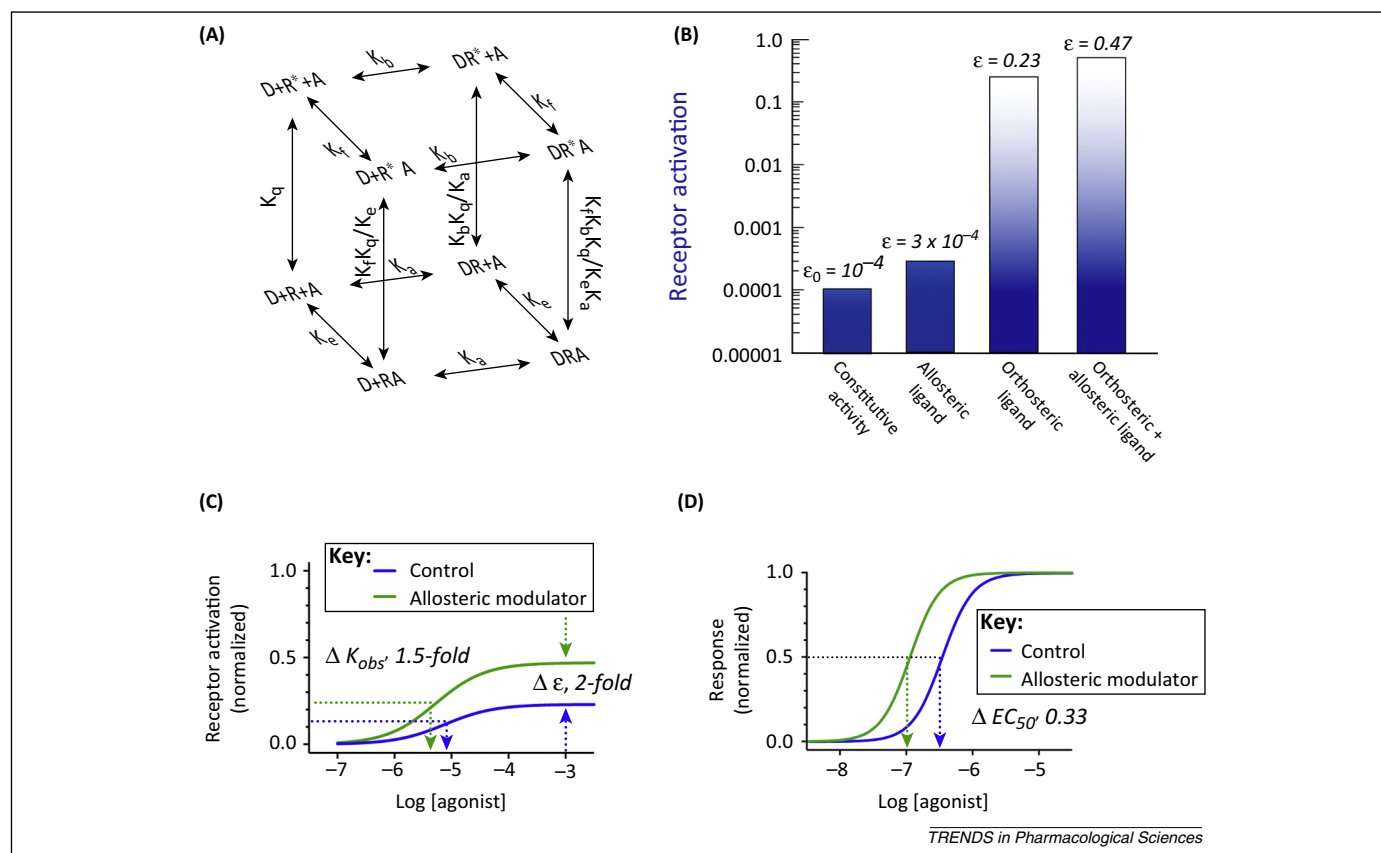 (A)
K_b
D+R*+A
DR*+A
K_f
K_f
K_b
D+R* A
DR* A
K_q
K_fK_q/K_e
K_bK_q/K_a
K_fK_bK_q/K_eK_a
K_a
DR+A
D+R+A
K_e
K_e
K_a
D+RA
DRA
(B)
Receptor activation
1.0
0.1
0.01
0.001
0.0001
0.00001
ε₀ = 10⁻⁴
ε = 3 x 10⁻⁴
ε = 0.23
ε = 0.47
Constitutive
activity
Allosteric
ligand
Orthosteric
ligand
Orthosteric +
allosteric ligand
(C)
Key:
Control
Allosteric modulator
Receptor activation
(normalized)
1.0
0.5
0.0
Δ K_obs, 1.5-fold
Δ ε, 2-fold
–7
–6
–5
–4
–3
Log [agonist]
(D)
Response
(normalized)
1.0
0.5
0.0
Key:
Control
Allosteric modulator
Δ EC₅₀, 0.33
–8
–7
–6
–5
Log [agonist]
TRENDS in Pharmacological Sciences